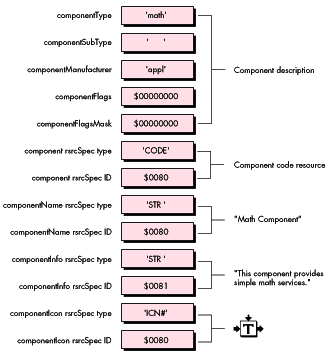 componentType 'math'
componentSubType ' '
componentManufacturer 'appl' Component description
componentFlags $00000000
componentFlagsMask $00000000
component rsrcSpec type 'CODE' Component code resource
component rsrcSpec ID $0080
componentName rsrcSpec type 'STR ' "Math Component"
componentName rsrcSpec ID $0080
componentInfo rsrcSpec type 'STR ' "This component provides
componentInfo rsrcSpec ID $0081 simple math services."
componentIcon rsrcSpec type 'ICN#'
T
componentIcon rsrcSpec ID $0080